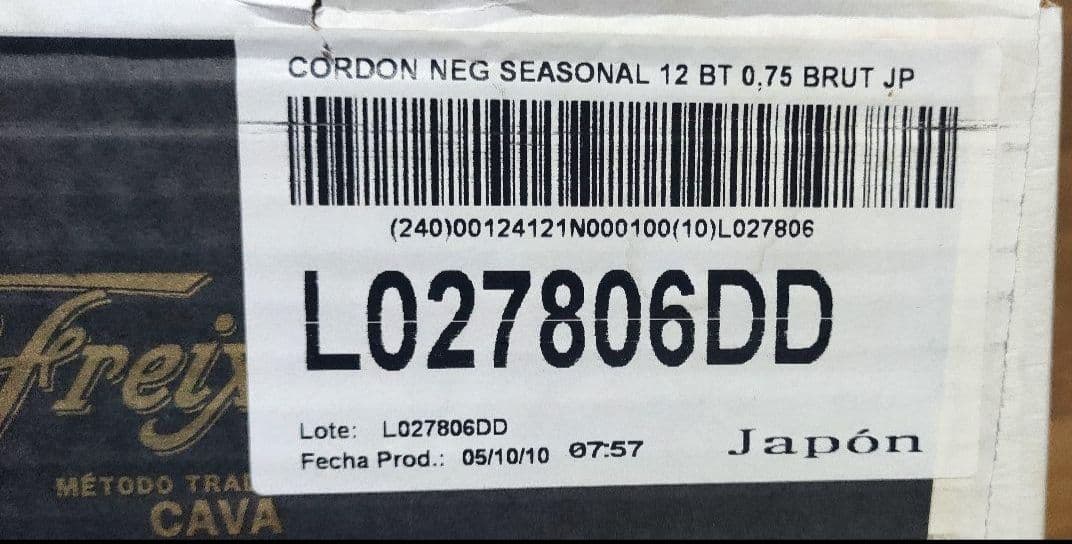 CORDON NEG SEASONAL 12 BT 0,75 BRUT JP
(240)00124121N000100(10)L027806
L027806DD
Lote: L027806DD
Fecha Prod.: 05/10/10 07:57
Japón
Freix
MÉTODO TRA
CAVA